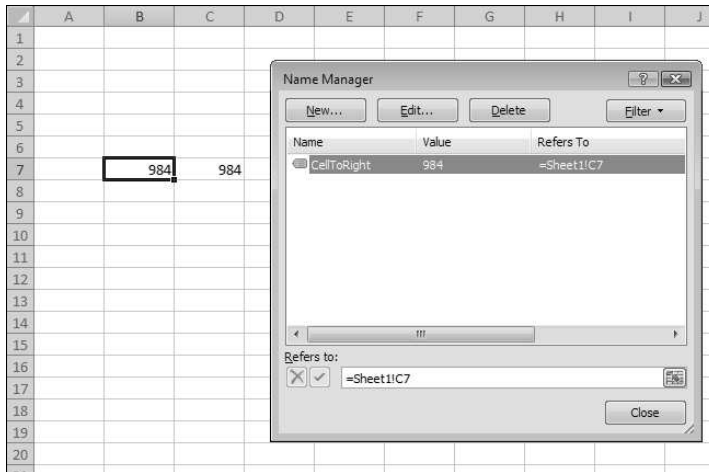 A B C D E F G H I J
1
2
3
4
5
6
7 984 984
8
9
10
11
12
13
14
15
16
17
18
19
20
Name Manager
New... Edit... Delete Filter
Name Value Refers To
CellToRight 984 =Sheet1!C7
Refers to:
=Sheet1!C7
Close